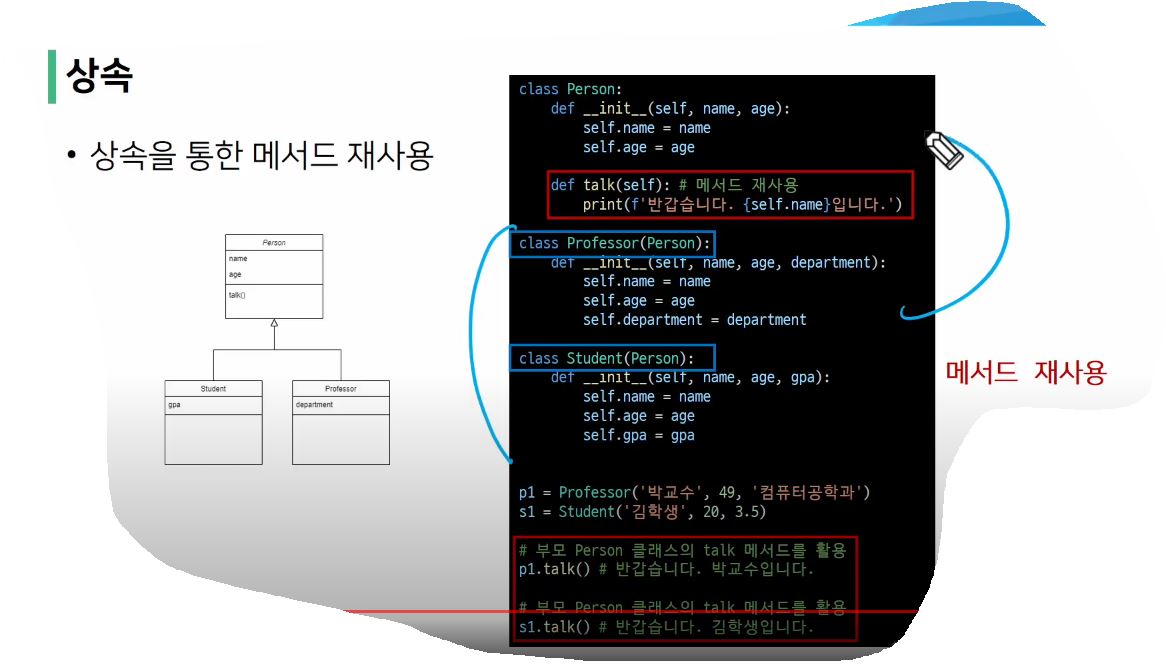 상속
• 상속을 통한 메서드 재사용
Person
name
age
talk()
Student
gpa
Professor
department
class Person:
    def __init__(self, name, age):
        self.name = name
        self.age = age
    def talk(self): # 메서드 재사용
        print(f'반갑습니다. {self.name}입니다.')
class Professor(Person):
    def __init__(self, name, age, department):
        self.name = name
        self.age = age
        self.department = department
class Student(Person):
    def __init__(self, name, age, gpa):
        self.name = name
        self.age = age
        self.gpa = gpa
p1 = Professor('박교수', 49, '컴퓨터공학과')
s1 = Student('김학생', 20, 3.5)
# 부모 Person 클래스의 talk 메서드를 활용
p1.talk() # 반갑습니다. 박교수입니다.
# 부모 Person 클래스의 talk 메서드를 활용
s1.talk() # 반갑습니다. 김학생입니다.
메서드 재사용